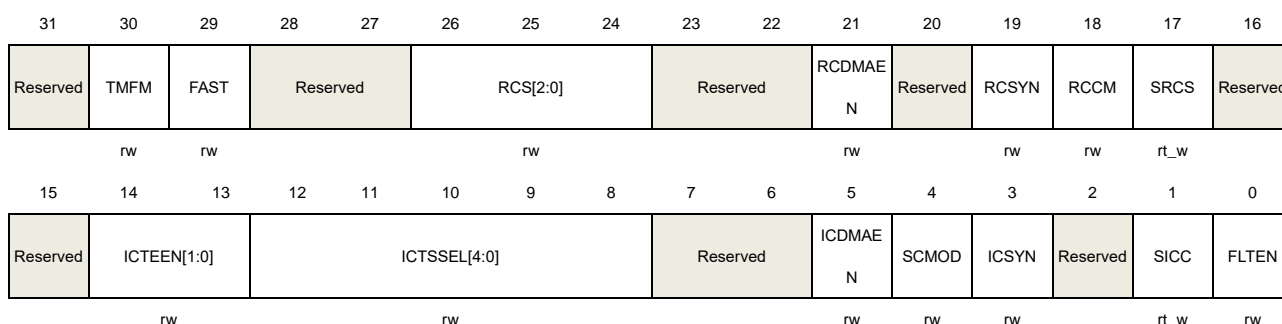 31 30 29 28 27 26 25 24 23 22 21 20 19 18 17 16
Reserved TMFM FAST Reserved RCS[2:0] Reserved RCDMAE Reserved RCSYN RCCM SRCS Reserved
N
rw rw rw rw rw rw rt_w
15 14 13 12 11 10 9 8 7 6 5 4 3 2 1 0
Reserved ICTEEN[1:0] ICTSSEL[4:0] Reserved ICDMAE SCMOD ICSYN Reserved SICC FLTEN
N
rw rw rw rw rw rt_w rw